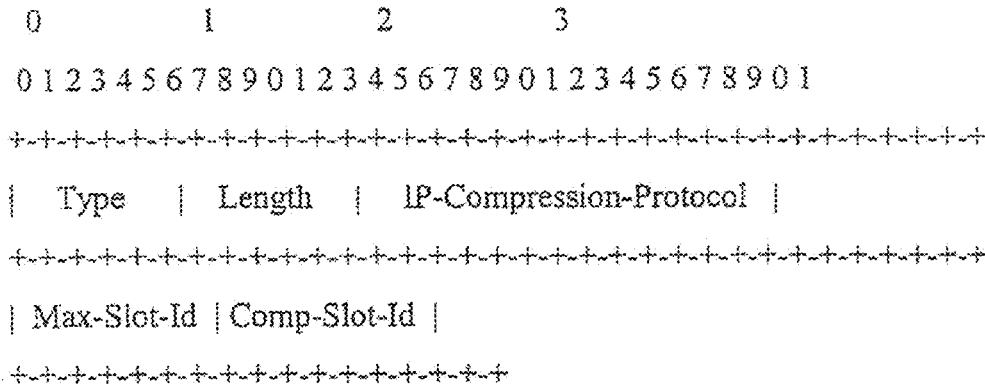 0 1 2 3
0 1 2 3 4 5 6 7 8 9 0 1 2 3 4 5 6 7 8 9 0 1 2 3 4 5 6 7 8 9 0 1
+-+-+-+-+-+-+-+-+-+-+-+-+-+-+-+-+-+-+-+-+-+-+-+-+-+-+-+-+-+-+-+-+
| Type | Length | IP-Compression-Protocol |
+-+-+-+-+-+-+-+-+-+-+-+-+-+-+-+-+-+-+-+-+-+-+-+-+-+-+-+-+-+-+-+-+
| Max-Slot-Id | Comp-Slot-Id |
+-+-+-+-+-+-+-+-+-+-+-+-+-+-+-+-+